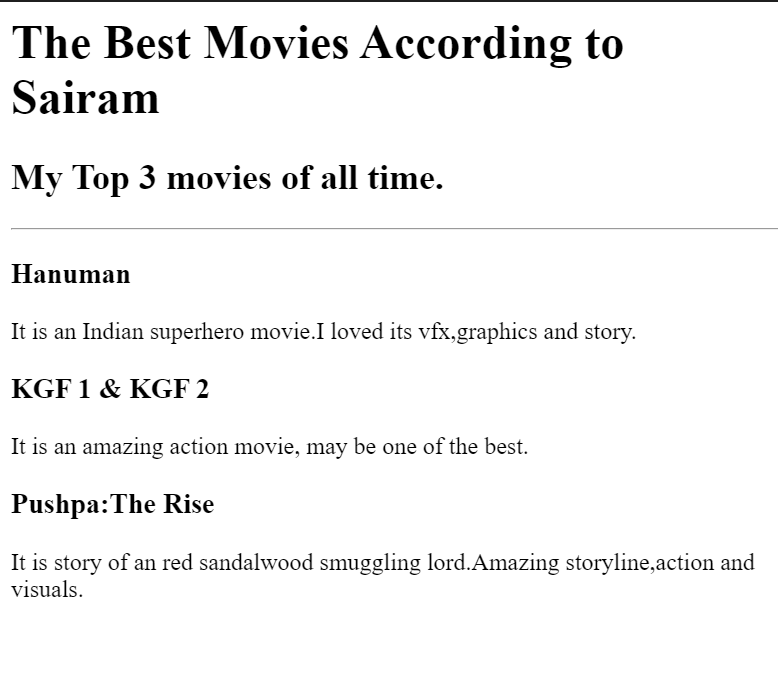 The Best Movies According to
Sairam
My Top 3 movies of all time.
Hanuman
It is an Indian superhero movie.I loved its vfx,graphics and story.
KGF 1 & KGF 2
It is an amazing action movie, may be one of the best.
Pushpa:The Rise
It is story of an red sandalwood smuggling lord.Amazing storyline,action and
visuals.